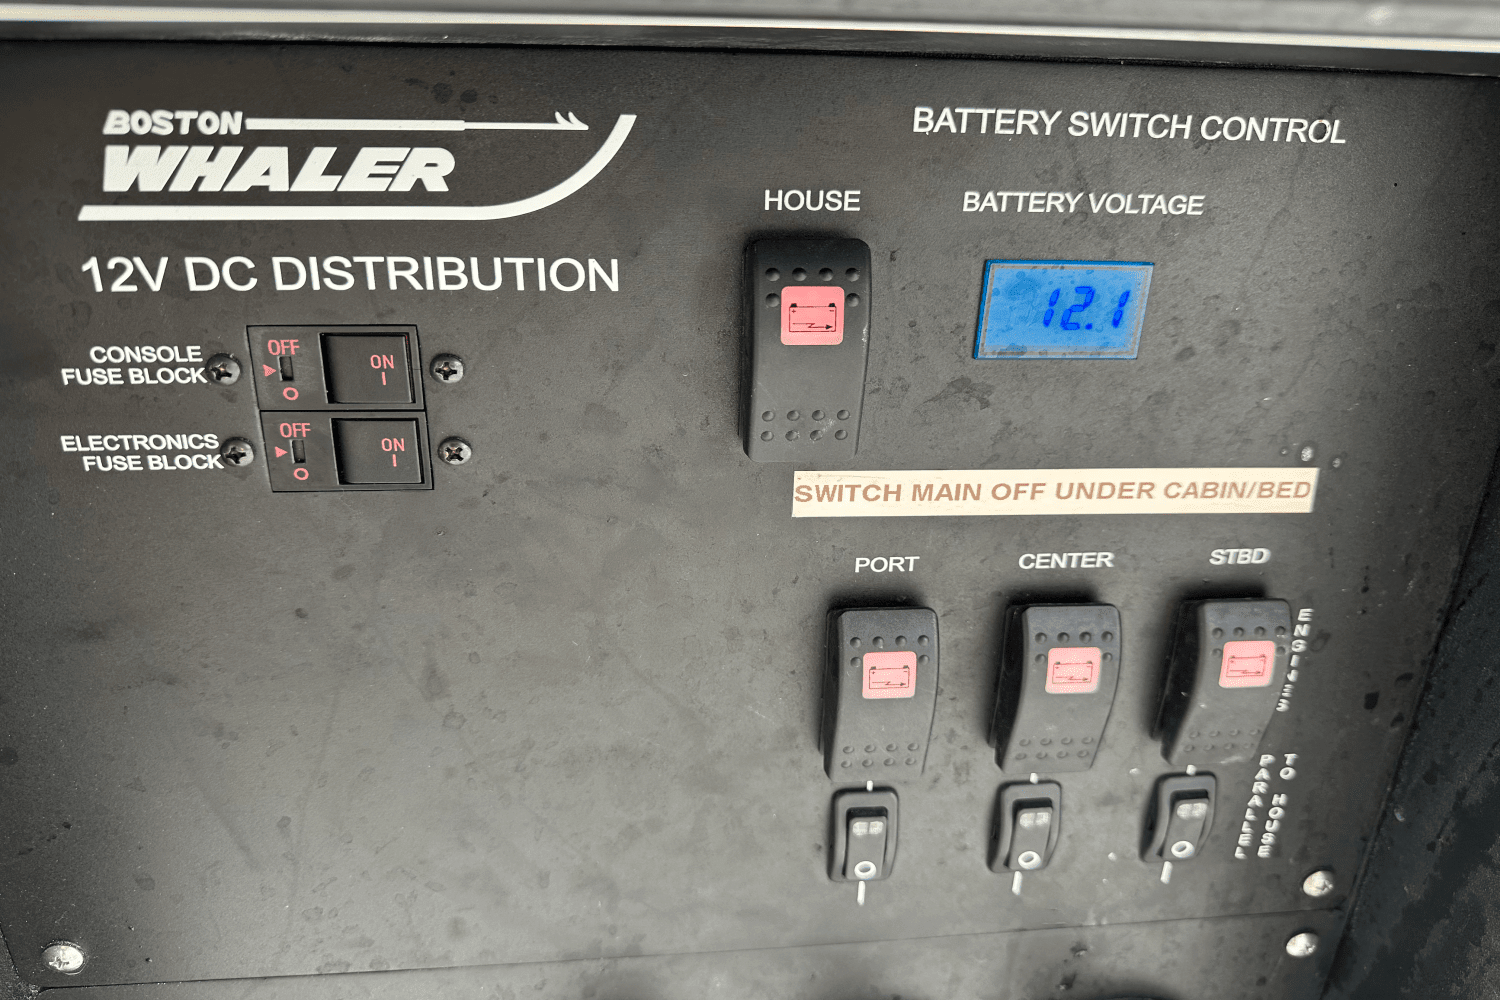 BOSTON
WHALER
12V DC DISTRIBUTION
CONSOLE
FUSE BLOCK
OFF
O
ON
I
ELECTRONICS
FUSE BLOCK
OFF
O
ON
I
BATTERY SWITCH CONTROL
HOUSE
BATTERY VOLTAGE
12.1
SWITCH MAIN OFF UNDER CABIN/BED
PORT
CENTER
STBD
ENGINES
PARALLEL
TO HOUSE
O
O
O